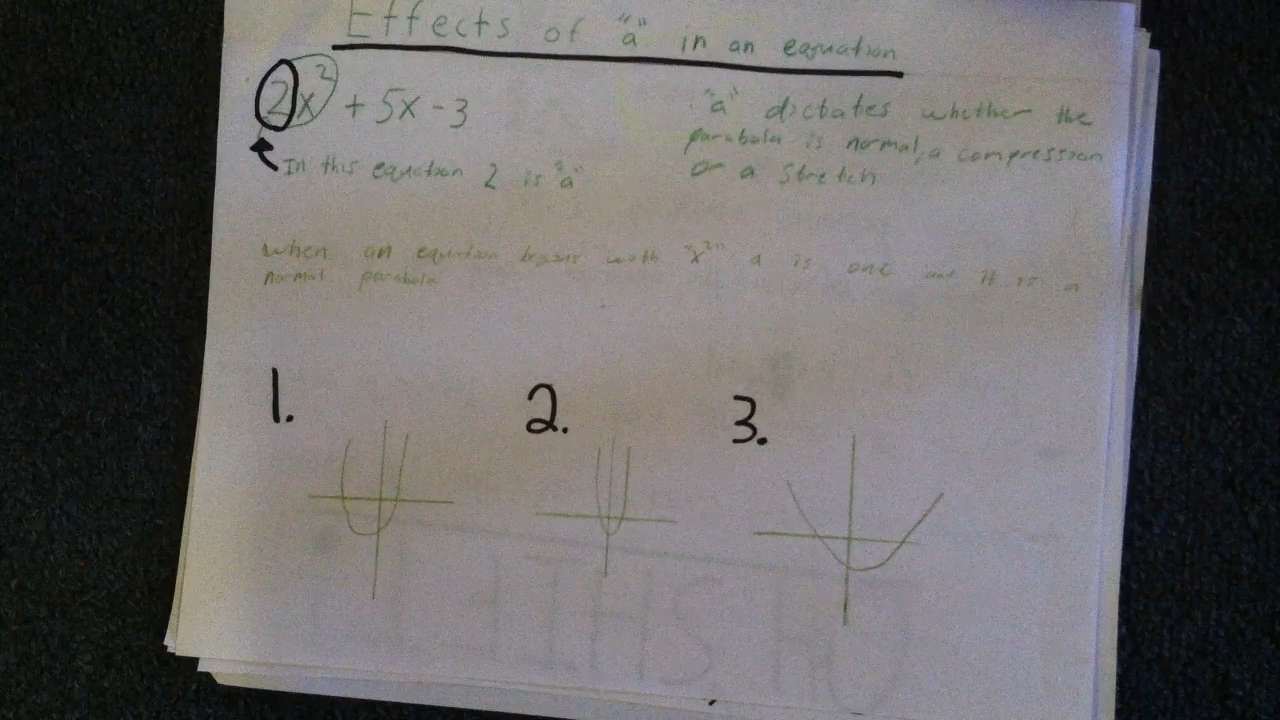 Effects of "a" in an equation
2x² + 5x - 3
In this equation 2 is "a"
"a" dictates whether the
parabola is normal, a compression
or a stretch
When an equation begins with "x²" a is one and it is a
normal parabola
1. 2. 3.